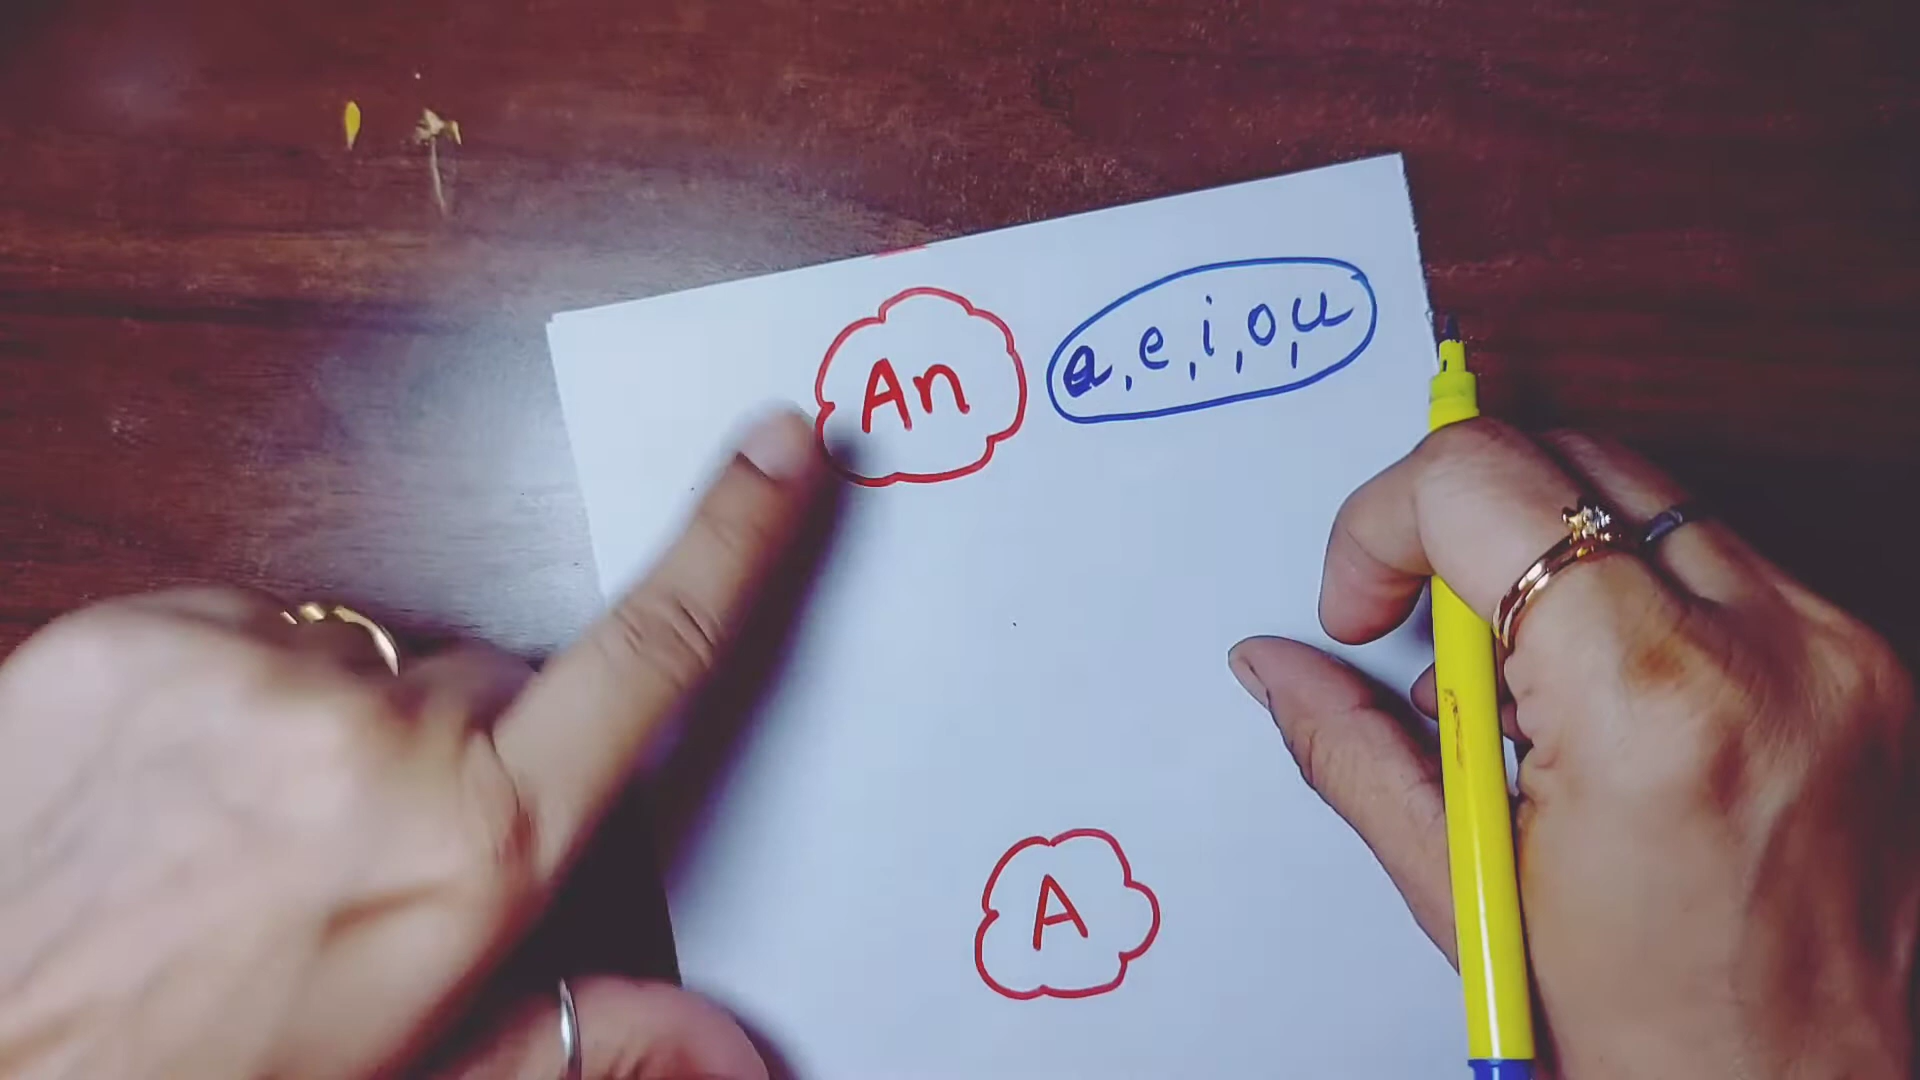 An
a, e, i, o, u
A